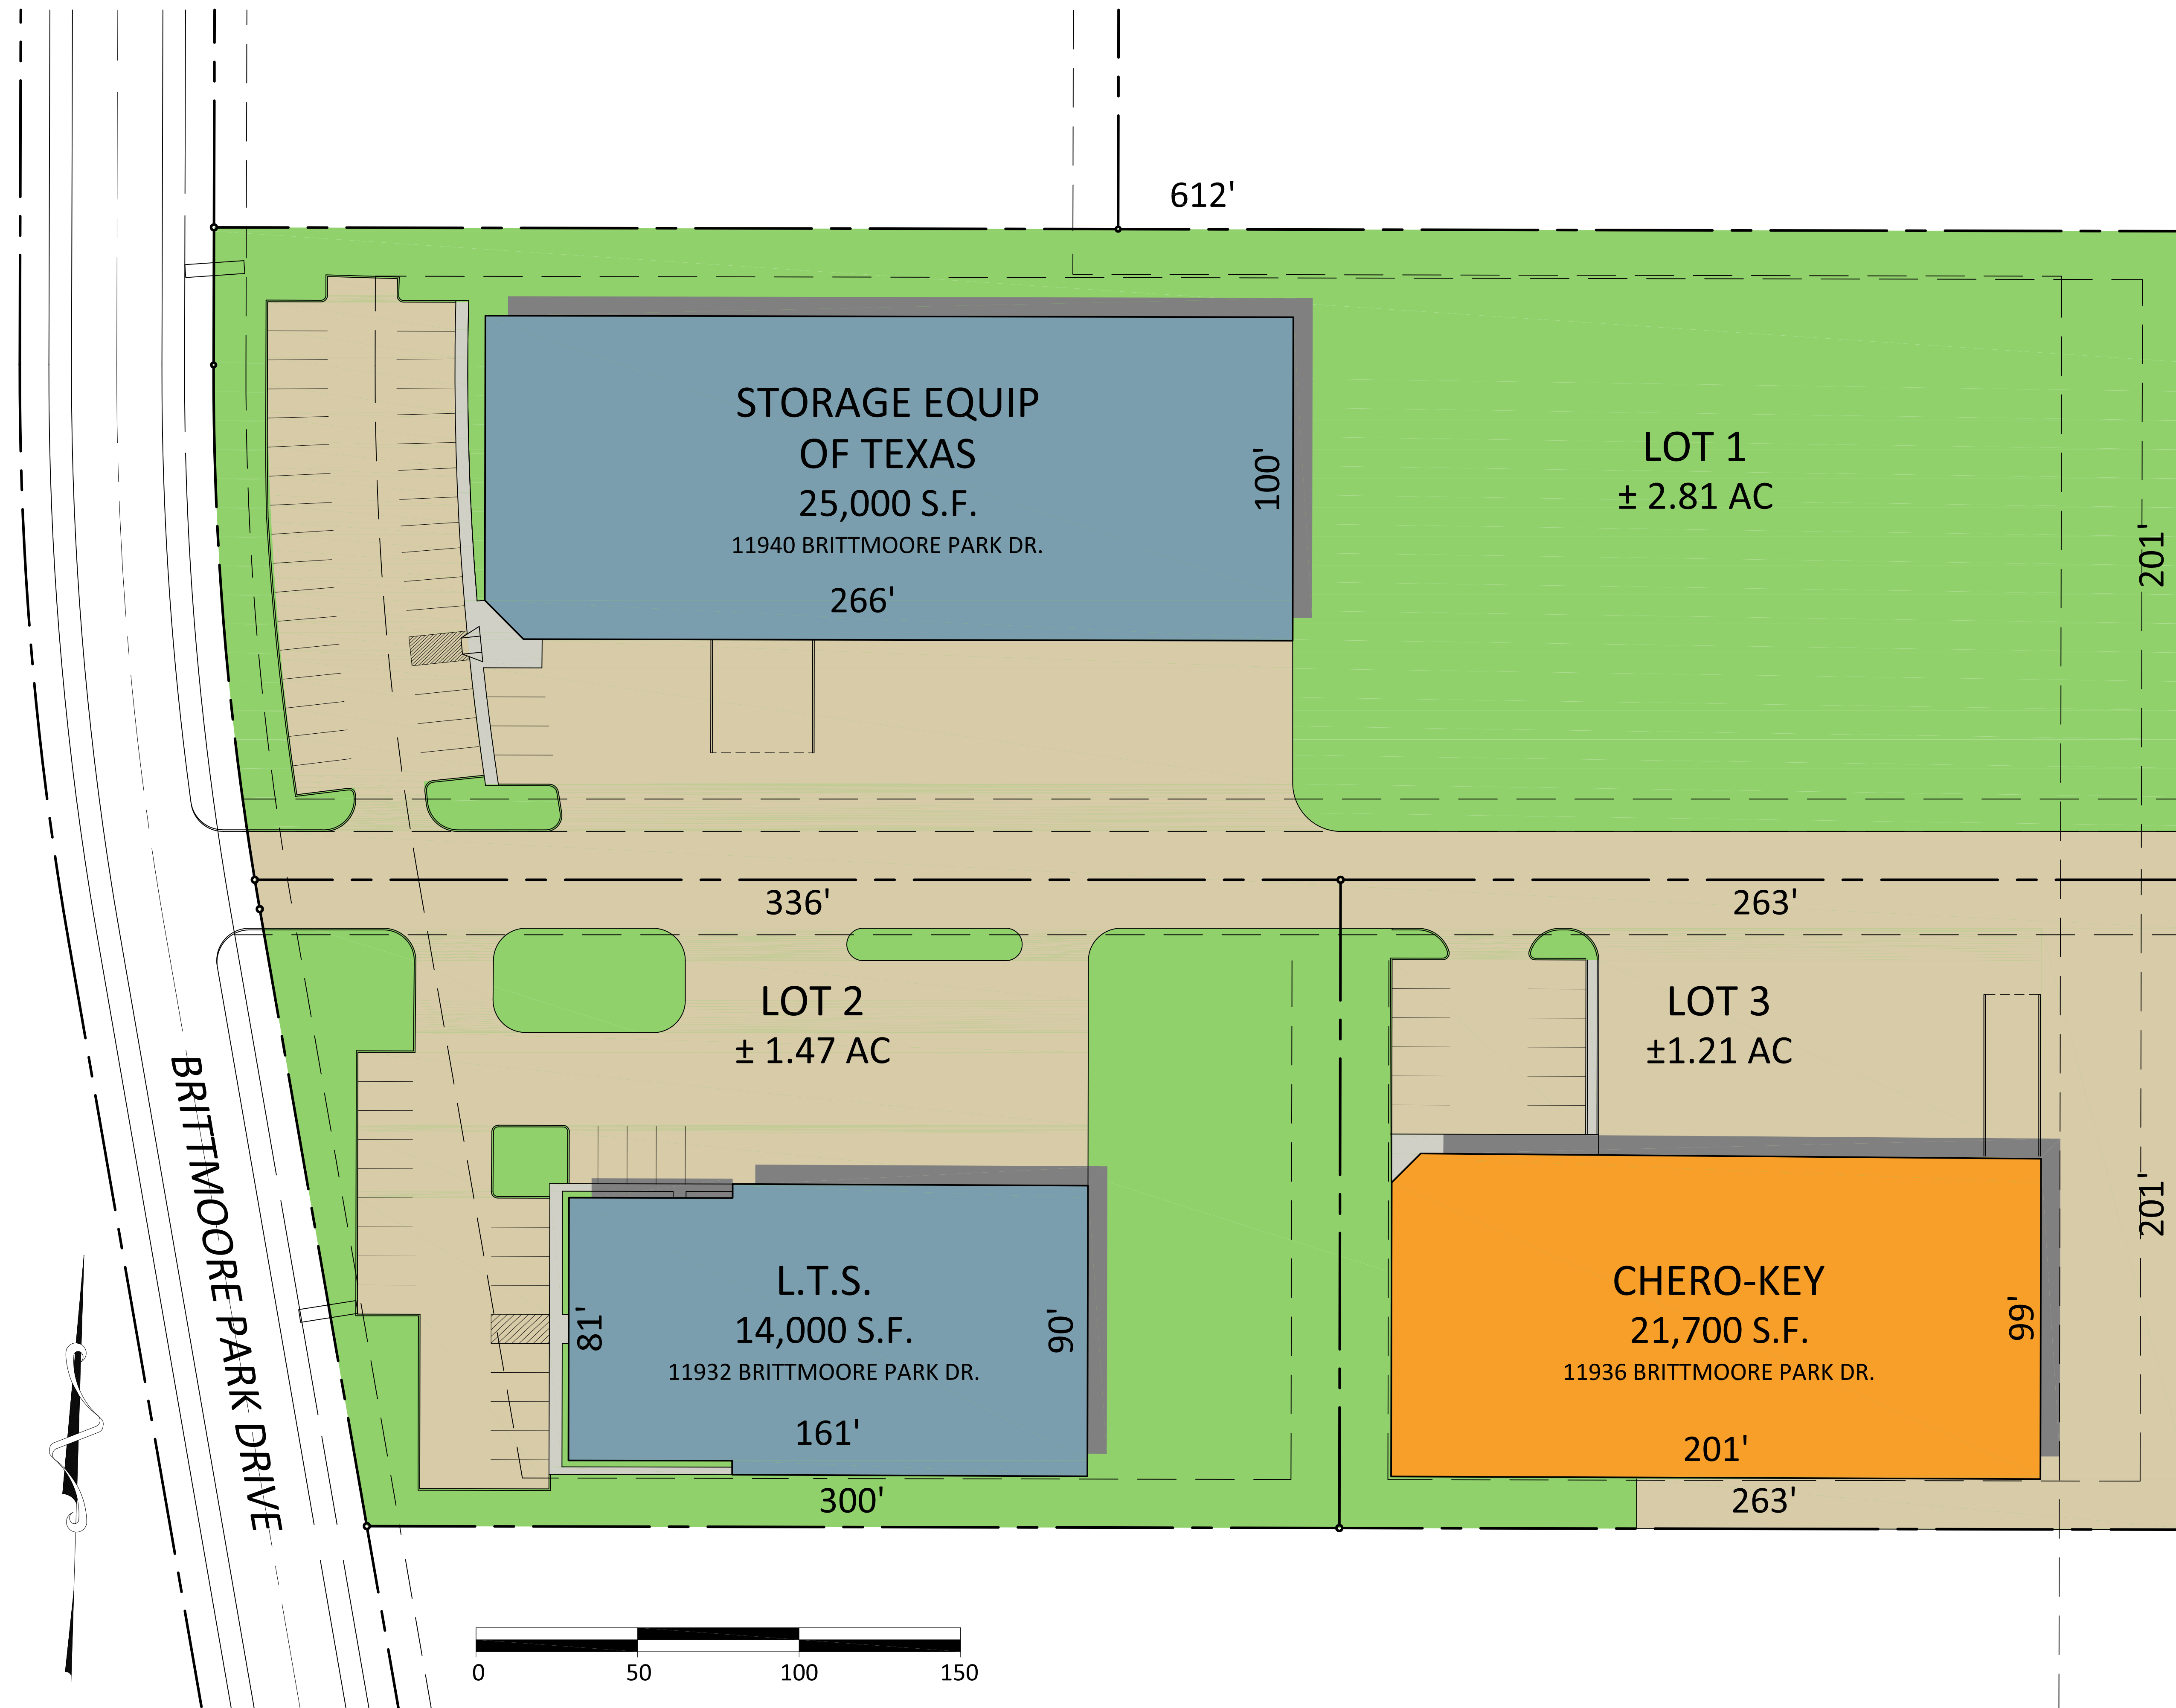 612'
STORAGE EQUIP
OF TEXAS
25,000 S.F.
11940 BRITTMOORE PARK DR.
266'
100'
LOT 1
± 2.81 AC
201'
336'
263'
LOT 2
± 1.47 AC
LOT 3
±1.21 AC
BRITTMOORE PARK DRIVE
L.T.S.
14,000 S.F.
11932 BRITTMOORE PARK DR.
81'
90'
161'
300'
CHERO-KEY
21,700 S.F.
11936 BRITTMOORE PARK DR.
99'
201'
201'
263'
0 50 100 150